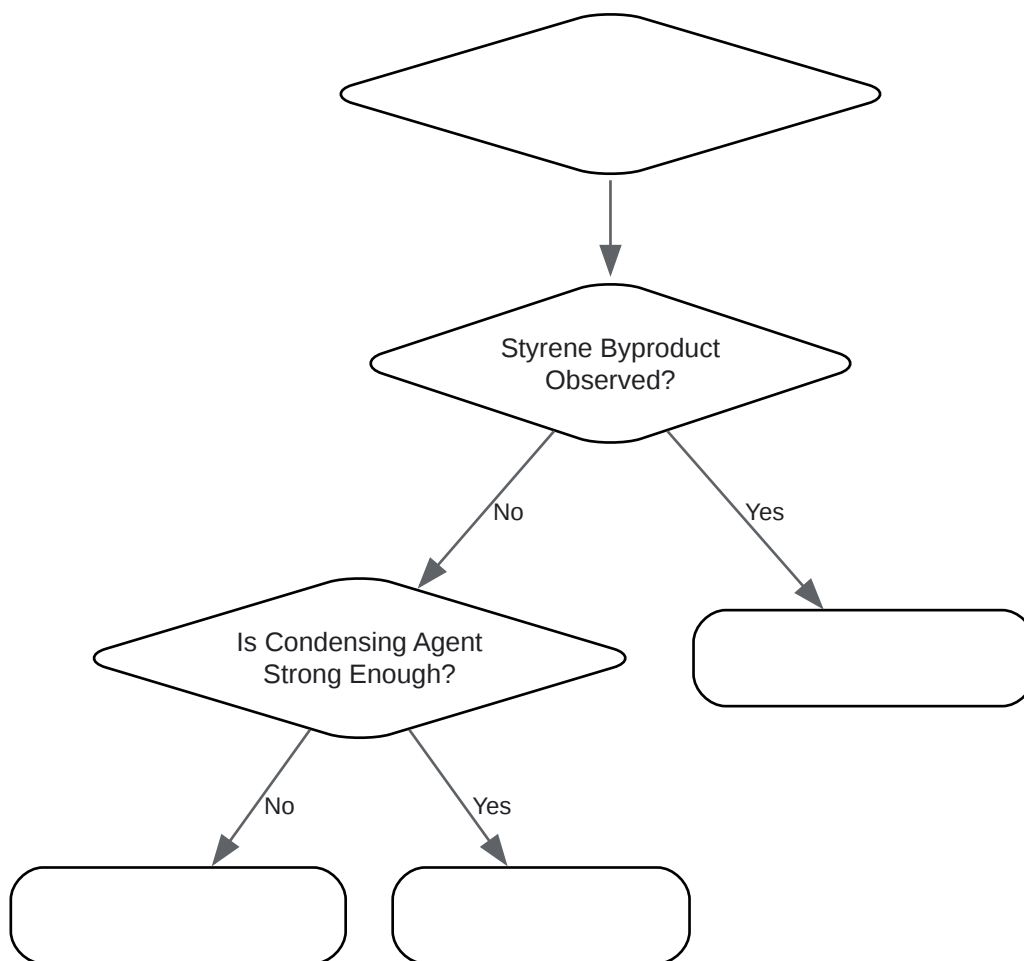 Styrene Byproduct
Observed?
No
Yes
Is Condensing Agent
Strong Enough?
No
Yes